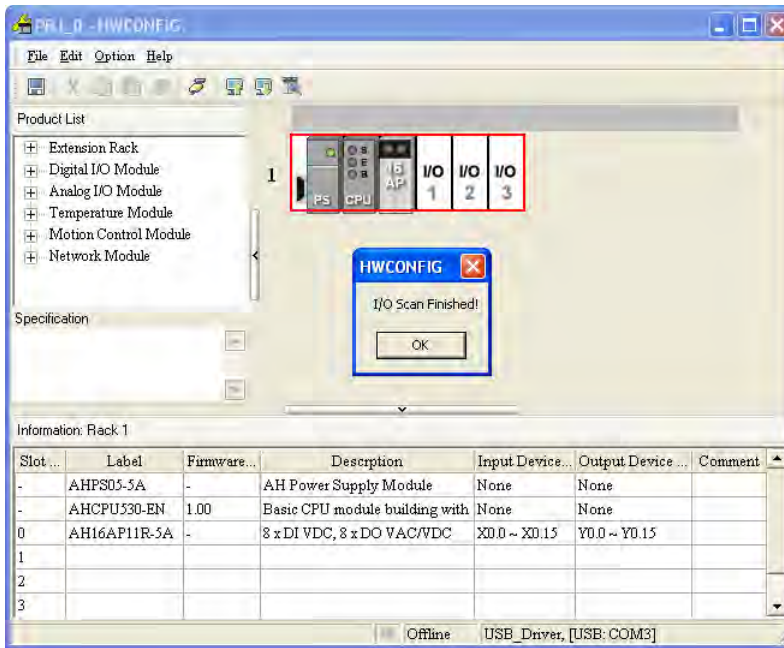 PRJ_0 - HWCONFIG
File Edit Option Help
Product List
Extension Rack
Digital I/O Module
Analog I/O Module
Temperature Module
Motion Control Module
Network Module
Specification
1
PS
CPU
16
AP
I/O
1
I/O
2
I/O
3
HWCONFIG
I/O Scan Finished!
OK
Information: Rack 1
Slot ... Label Firmware... Descrption Input Device... Output Device ... Comment
- AHPS05-5A - AH Power Supply Module None None
- AHCPU530-EN 1.00 Basic CPU module building with None None
0 AH16AP11R-5A - 8 x DI VDC, 8 x DO VAC/VDC X0.0 ~ X0.15 Y0.0 ~ Y0.15
1
2
3
Offline USB_Driver, [USB: COM3]